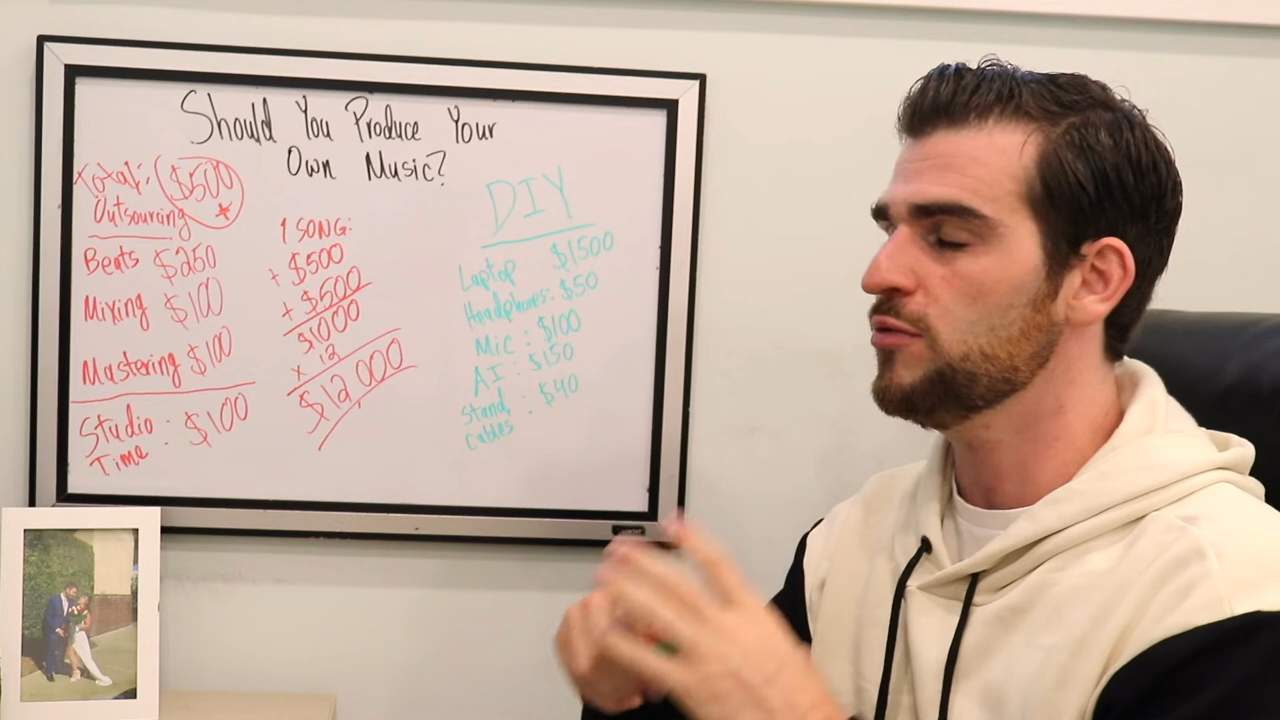 Should You Produce Your
Own Music?
Total: $500
Outsourcing +
Beats $250
Mixing $100
Mastering $100
Studio : $100
Time
1 SONG:
+ $500
+ $500
$1000
x 12
$12,000
DIY
Laptop $1500
Headphones: $50
Mic : $100
AI : $150
Stand : $40
Cables